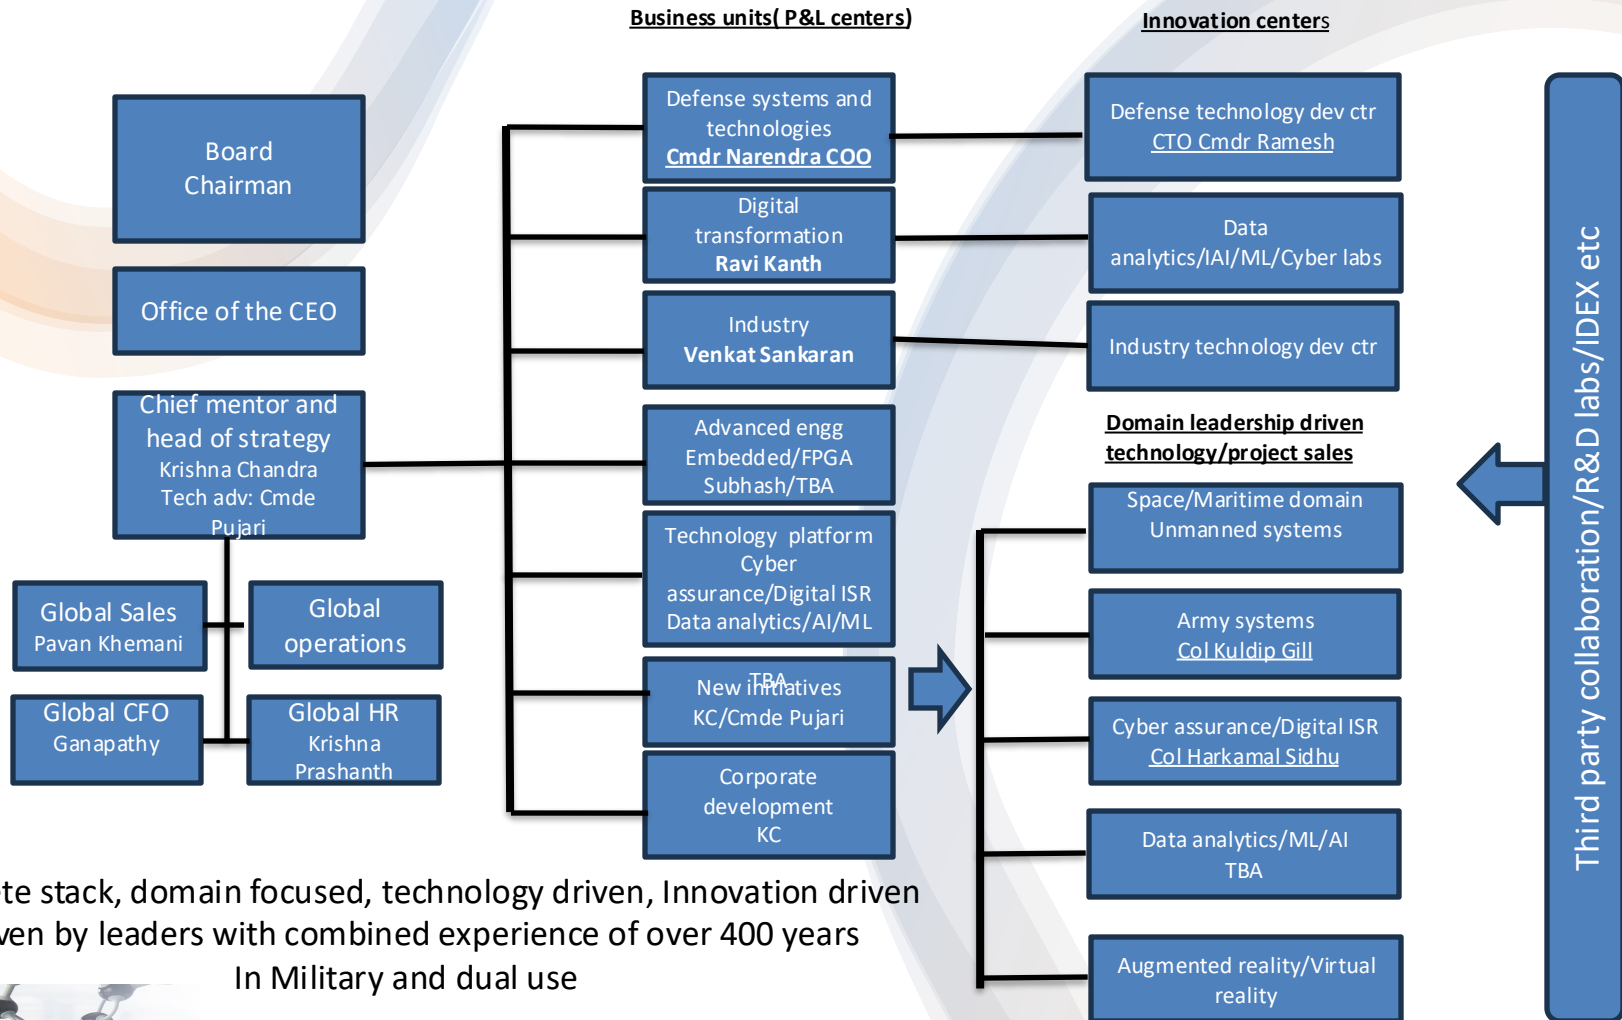 Business units( P&L centers)
Innovation centers
Board
Chairman
Office of the CEO
Chief mentor and
head of strategy
Krishna Chandra
Tech adv: Cmde
Pujari
Global Sales
Pavan Khemani
Global
operations
Global CFO
Ganapathy
Global HR
Krishna
Prashanth
Defense systems and
technologies
Cmdr Narendra COO
Digital
transformation
Ravi Kanth
Industry
Venkat Sankaran
Advanced engg
Embedded/FPGA
Subhash/TBA
Technology platform
Cyber
assurance/Digital ISR
Data analytics/AI/ML
TBA
New initiatives
KC/Cmde Pujari
Corporate
development
KC
Defense technology dev ctr
CTO Cmdr Ramesh
Data
analytics/IAI/ML/Cyber labs
Industry technology dev ctr
Domain leadership driven
technology/project sales
Space/Maritime domain
Unmanned systems
Army systems
Col Kuldip Gill
Cyber assurance/Digital ISR
Col Harkamal Sidhu
Data analytics/ML/AI
TBA
Augmented reality/Virtual
reality
Third party collaboration/R&D labs/IDEX etc
te stack, domain focused, technology driven, Innovation driven
ven by leaders with combined experience of over 400 years
In Military and dual use